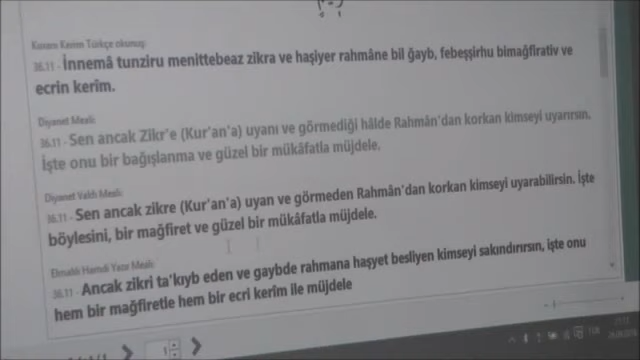 Kuranı Kerim Türkçe okunuşu:
36.11 - İnnemâ tunziru menittebeaz zikra ve haşiyer rahmâne bil ğayb, febeşşirhu bimağfirativ ve
ecrin kerîm.
Diyanet Meali:
36.11 - Sen ancak Zikr'e (Kur'an'a) uyanı ve görmediği hâlde Rahmân'dan korkan kimseyi uyarırsın.
İşte onu bir bağışlanma ve güzel bir mükâfatla müjdele.
Diyanet Vakfı Meali:
36.11 - Sen ancak zikre (Kur'an'a) uyan ve görmeden Rahmân'dan korkan kimseyi uyarabilirsin. İşte
böylesini, bir mağfiret ve güzel bir mükâfatla müjdele.
Elmalılı Hamdi Yazır Meali:
36.11 - Ancak zikri ta'kıyb eden ve gaybde rahmana haşyet besliyen kimseyi sakındırırsın, işte onu
hem bir mağfiretle hem bir ecri kerîm ile müjdele